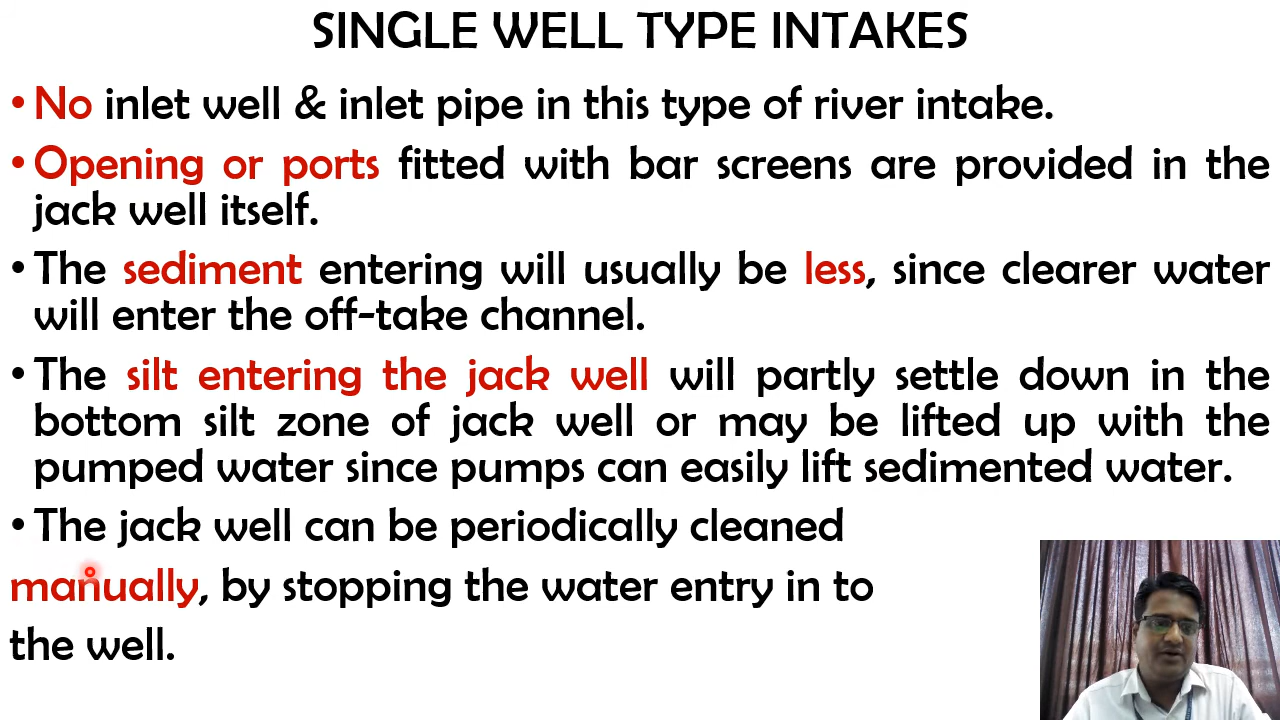 SINGLE WELL TYPE INTAKES
• No inlet well & inlet pipe in this type of river intake.
• Opening or ports fitted with bar screens are provided in the
jack well itself.
• The sediment entering will usually be less, since clearer water
will enter the off-take channel.
• The silt entering the jack well will partly settle down in the
bottom silt zone of jack well or may be lifted up with the
pumped water since pumps can easily lift sedimented water.
• The jack well can be periodically cleaned
manually, by stopping the water entry in to
the well.